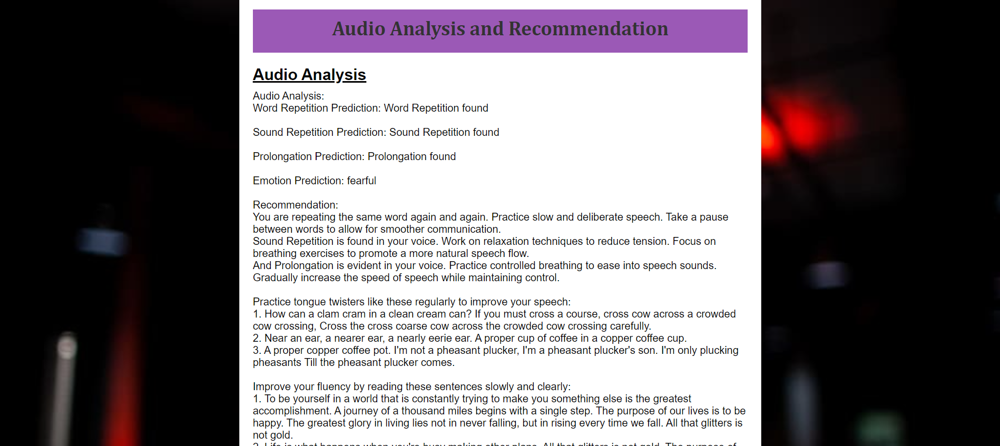 Audio Analysis and Recommendation
Audio Analysis
Audio Analysis:
Word Repetition Prediction: Word Repetition found
Sound Repetition Prediction: Sound Repetition found
Prolongation Prediction: Prolongation found
Emotion Prediction: fearful
Recommendation:
You are repeating the same word again and again. Practice slow and deliberate speech. Take a pause
between words to allow for smoother communication.
Sound Repetition is found in your voice. Work on relaxation techniques to reduce tension. Focus on
breathing exercises to promote a more natural speech flow.
And Prolongation is evident in your voice. Practice controlled breathing to ease into speech sounds.
Gradually increase the speed of speech while maintaining control.
Practice tongue twisters like these regularly to improve your speech:
1. How can a clam cram in a clean cream can? If you must cross a course, cross cow across a crowded
cow crossing, Cross the cross coarse cow across the crowded cow crossing carefully.
2. Near an ear, a nearer ear, a nearly eerie ear. A proper cup of coffee in a copper coffee cup.
3. A proper copper coffee pot. I'm not a pheasant plucker, I'm a pheasant plucker's son. I'm only plucking
pheasants Till the pheasant plucker comes.
Improve your fluency by reading these sentences slowly and clearly:
1. To be yourself in a world that is constantly trying to make you something else is the greatest
accomplishment. A journey of a thousand miles begins with a single step. The purpose of our lives is to be
happy. The greatest glory in living lies not in never falling, but in rising every time we fall. All that glitters is
not gold.
2. Life is what happens when you're busy making other plans. All that glitters is not gold. The purpose of